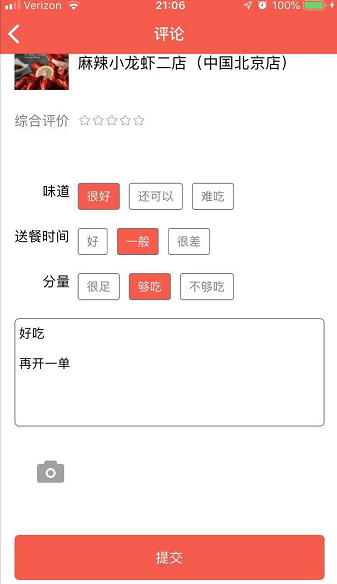 Verizon 21:06 100%
评论
麻辣小龙虾二店（中国北京店）
综合评价
味道 很好 还可以 难吃
送餐时间 好 一般 很差
分量 很足 够吃 不够吃
好吃
再开一单
提交